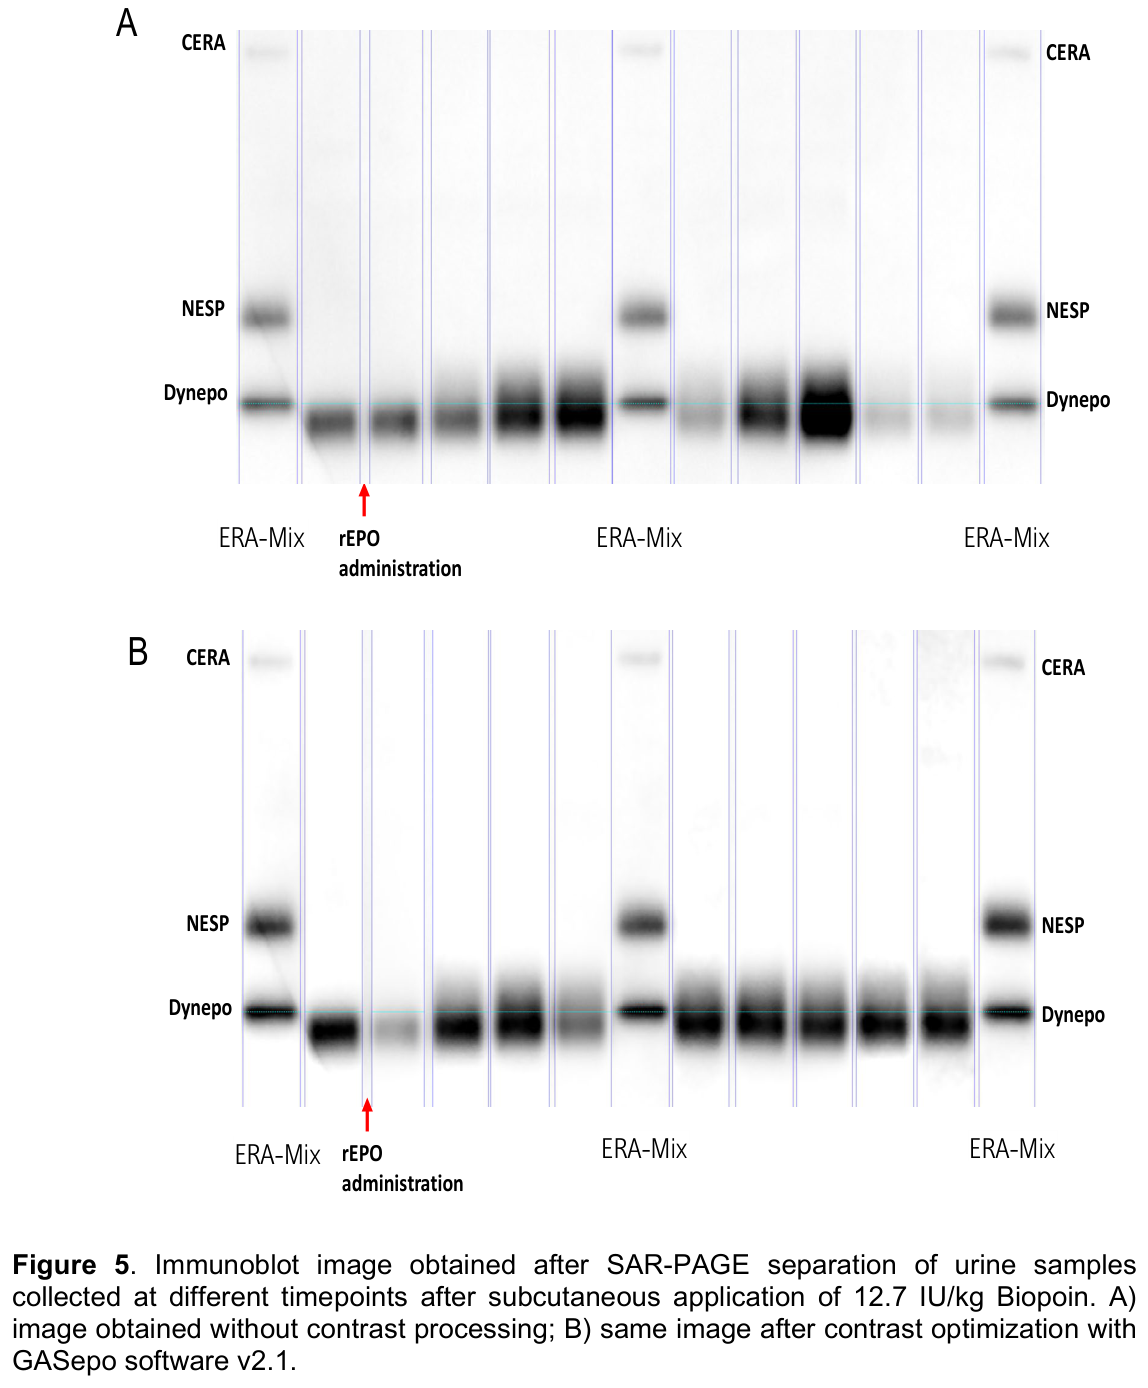 A
CERA
CERA
NESP
NESP
Dynepo
Dynepo
ERA-Mix
rEPO
administration
ERA-Mix
ERA-Mix
B
CERA
CERA
NESP
NESP
Dynepo
Dynepo
ERA-Mix
rEPO
administration
ERA-Mix
ERA-Mix
Figure 5. Immunoblot image obtained after SAR-PAGE separation of urine samples
collected at different timepoints after subcutaneous application of 12.7 IU/kg Biopoin. A)
image obtained without contrast processing; B) same image after contrast optimization with
GASepo software v2.1.